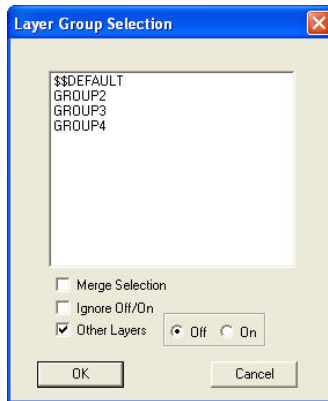 Layer Group Selection
$$DEFAULT
GROUP2
GROUP3
GROUP4
Merge Selection
Ignore Off/On
Other Layers Off On
OK Cancel